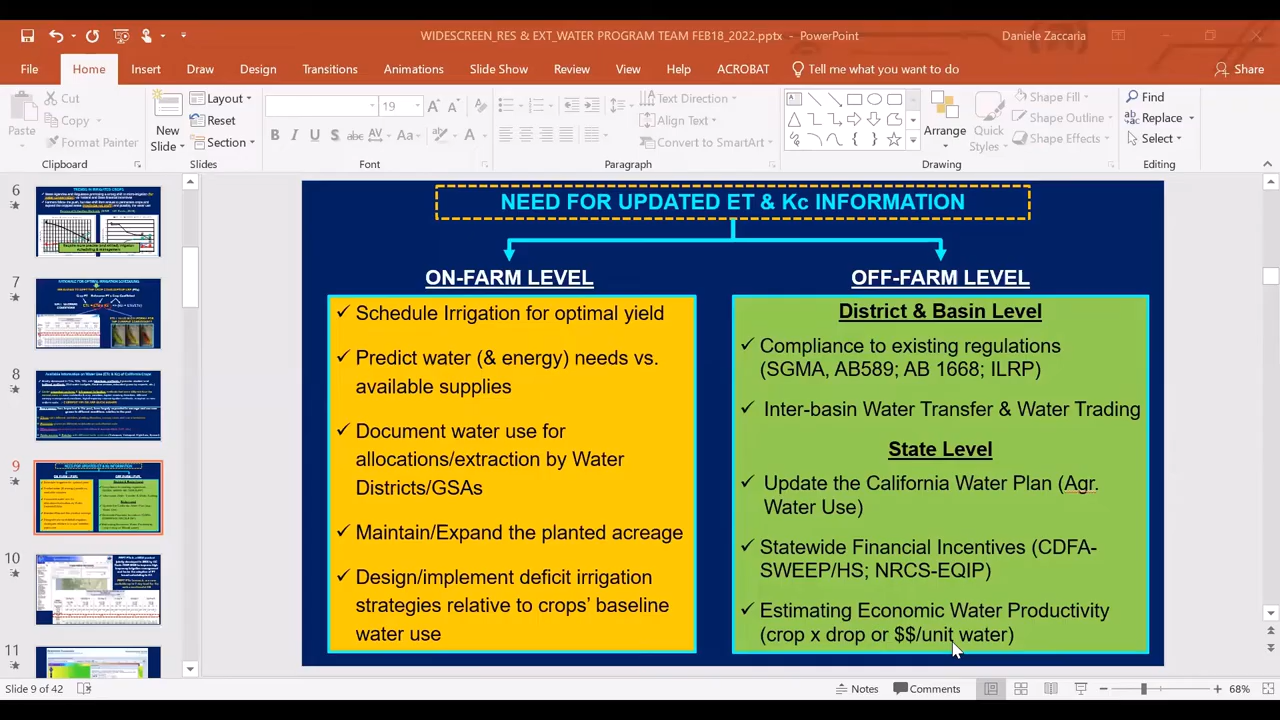 WIDESCREEN_RES & EXT_WATER PROGRAM TEAM FEB18_2022.pptx - PowerPoint
Daniele Zaccaria
File Home Insert Draw Design Transitions Animations Slide Show Review View Help ACROBAT Tell me what you want to do Share
Paste
Cut
Copy
Format Painter
Clipboard
New
Slide
Layout
Reset
Section
Slides
19
Font
Text Direction
Align Text
Convert to SmartArt
Paragraph
Arrange
Quick
Styles
Shape Fill
Shape Outline
Shape Effects
Drawing
Find
Replace
Select
Editing
6
7
8
9
10
11
NEED FOR UPDATED ET & Kc INFORMATION
ON-FARM LEVEL
✓ Schedule Irrigation for optimal yield
✓ Predict water (& energy) needs vs.
available supplies
✓ Document water use for
allocations/extraction by Water
Districts/GSAs
✓ Maintain/Expand the planted acreage
✓ Design/implement deficit irrigation
strategies relative to crops' baseline
water use
OFF-FARM LEVEL
District & Basin Level
✓ Compliance to existing regulations
(SGMA, AB589; AB 1668; ILRP)
✓ Inter-basin Water Transfer & Water Trading
State Level
✓ Update the California Water Plan (Agr.
Water Use)
✓ Statewide Financial Incentives (CDFA-
SWEEP/HS; NRCS-EQIP)
✓ Estimating Economic Water Productivity
(crop x drop or $$/unit water)
Slide 9 of 42
Notes
Comments
68%